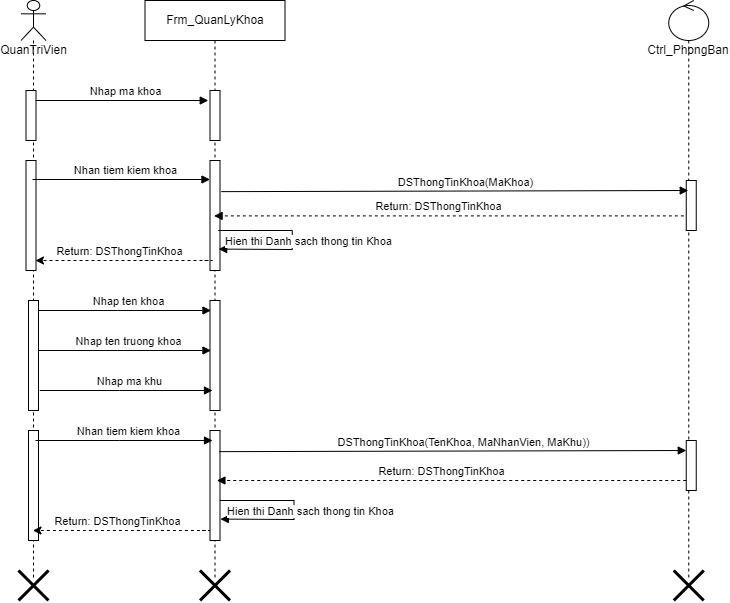 Frm_QuanLyKhoa
QuanTriVien
Ctrl_PhongBan
Nhap ma khoa
Nhan tiem kiem khoa
DSThongTinKhoa(MaKhoa)
Return: DSThongTinKhoa
Hien thi Danh sach thong tin Khoa
Return: DSThongTinKhoa
Nhap ten khoa
Nhap ten truong khoa
Nhap ma khu
Nhan tiem kiem khoa
DSThongTinKhoa(TenKhoa, MaNhanVien, MaKhu))
Return: DSThongTinKhoa
Hien thi Danh sach thong tin Khoa
Return: DSThongTinKhoa